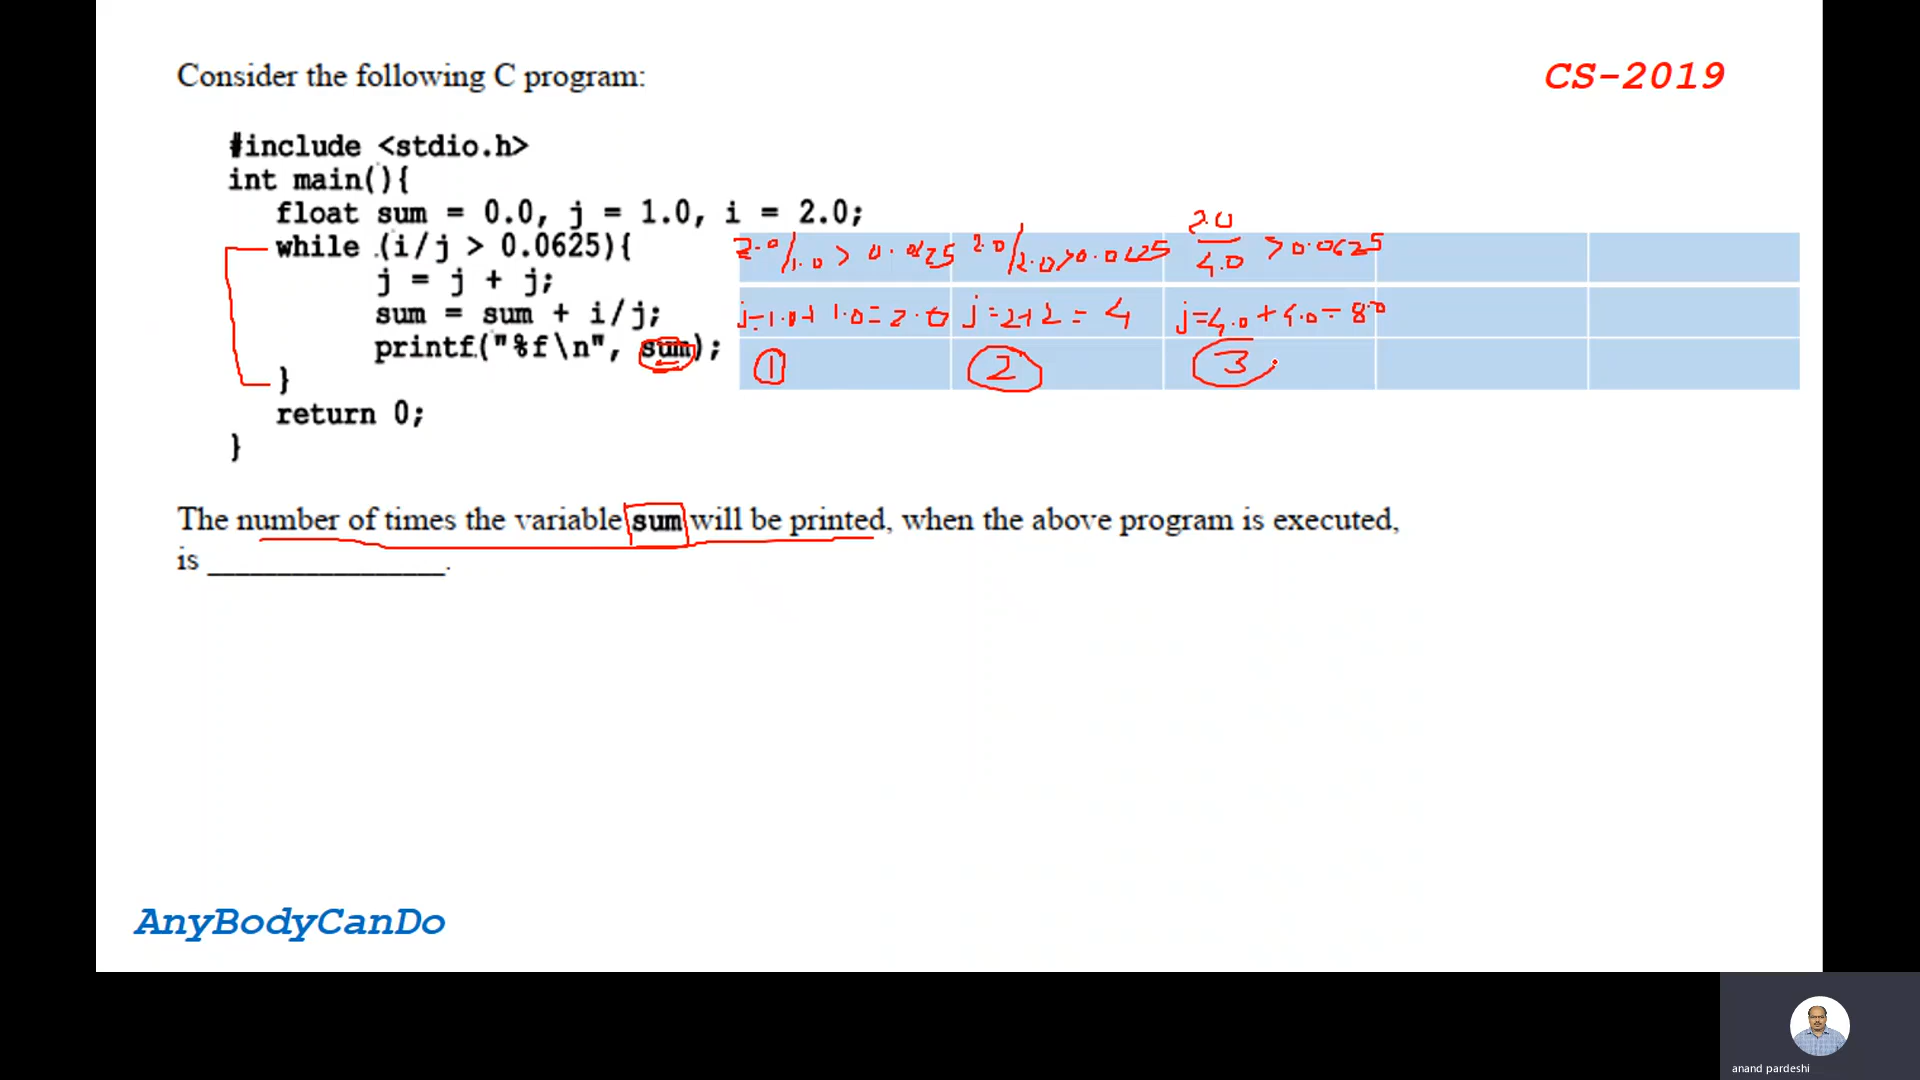 Consider the following C program:
CS-2019
#include <stdio.h>
int main(){
float sum = 0.0, j = 1.0, i = 2.0;
while (i/j > 0.0625){
j = j + j;
sum = sum + i/j;
printf("%f\n", sum);
}
return 0;
}
2.0/1.0 > 0.0625
2.0/2.0>0.0625
2.0
4.0 >0.0625
j=1.0+1.0=2.0
j=2+2=4
j=4.0+4.0=8.0
1
2
3
The number of times the variable sum will be printed, when the above program is executed,
is ________________.
AnyBodyCanDo
anand pardeshi